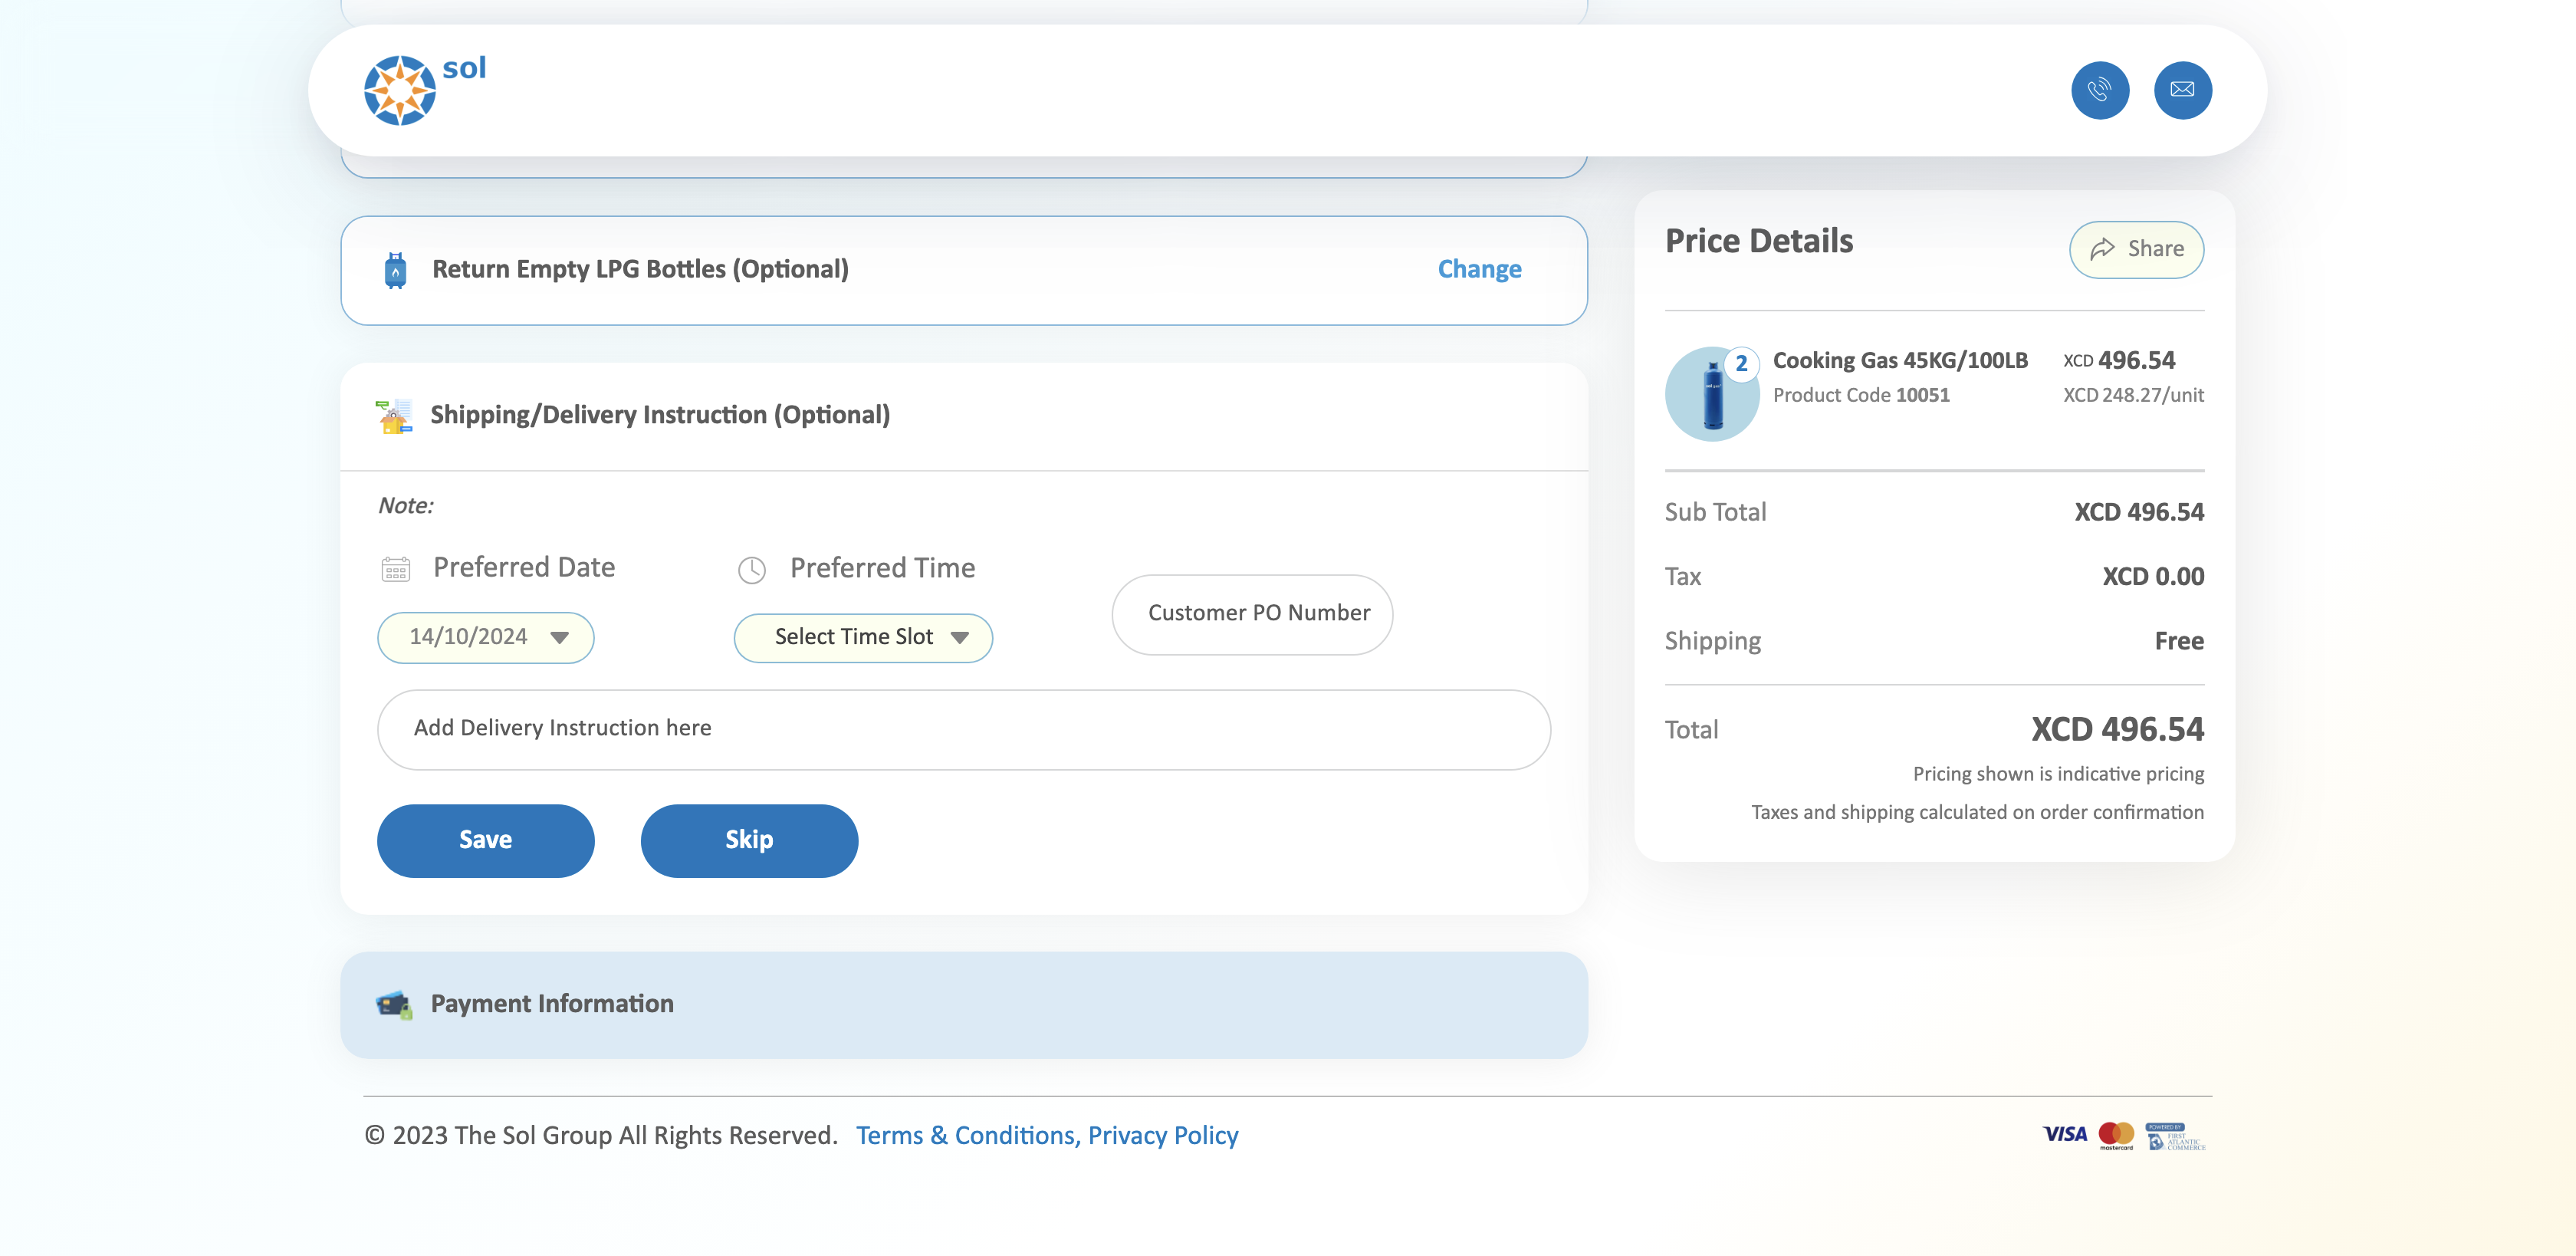 sol
Return Empty LPG Bottles (Optional)
Change
Shipping/Delivery Instruction (Optional)
Note:
Preferred Date
Preferred Time
14/10/2024
Select Time Slot
Customer PO Number
Add Delivery Instruction here
Save
Skip
Payment Information
Price Details
Share
2
Cooking Gas 45KG/100LB
XCD 496.54
Product Code 10051
XCD 248.27/unit
Sub Total
XCD 496.54
Tax
XCD 0.00
Shipping
Free
Total
XCD 496.54
Pricing shown is indicative pricing
Taxes and shipping calculated on order confirmation
© 2023 The Sol Group All Rights Reserved. Terms & Conditions, Privacy Policy
VISA
mastercard
POWERED BY
FIRST
ATLANTIC
COMMERCE